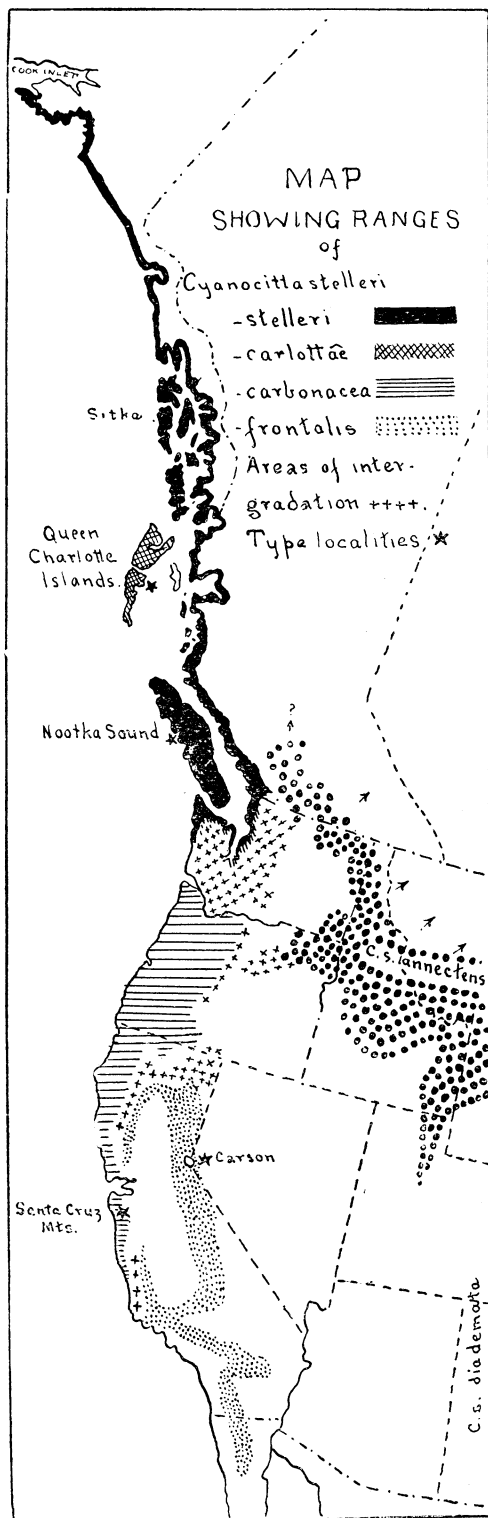 COOK INLET
MAP
SHOWING RANGES
of
Cyanocitta stelleri
-stelleri
-carlottæ
-carbonacea
-frontalis
Areas of inter-
gradation ++++.
Type localities ☆
Sitka
Queen
Charlotte
Islands.
Nootka Sound
?
C.s. annectens
Carson
Santa Cruz
Mts.
C.s. diademata